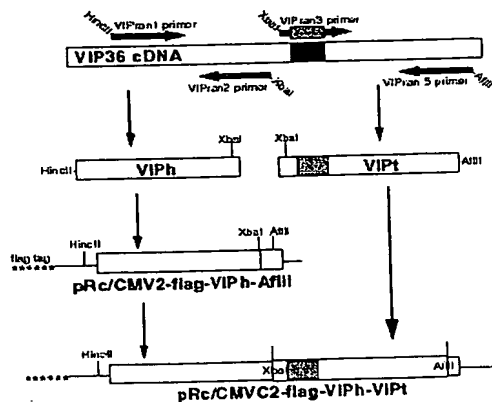 HincII
VIPran1 primer
XbaI
VIPran3 primer
VIP36 cDNA
VIPran2 primer
XbaI
VIPran 5 primer
AflII
HincII
VIPh
XbaI
XbaI
VIPt
AflII
flag tag
HincII
XbaI
AflII
pRc/CMV2-flag-VIPh-AflII
HincII
XbaI
AflII
pRc/CMVC2-flag-VIPh-VIPt